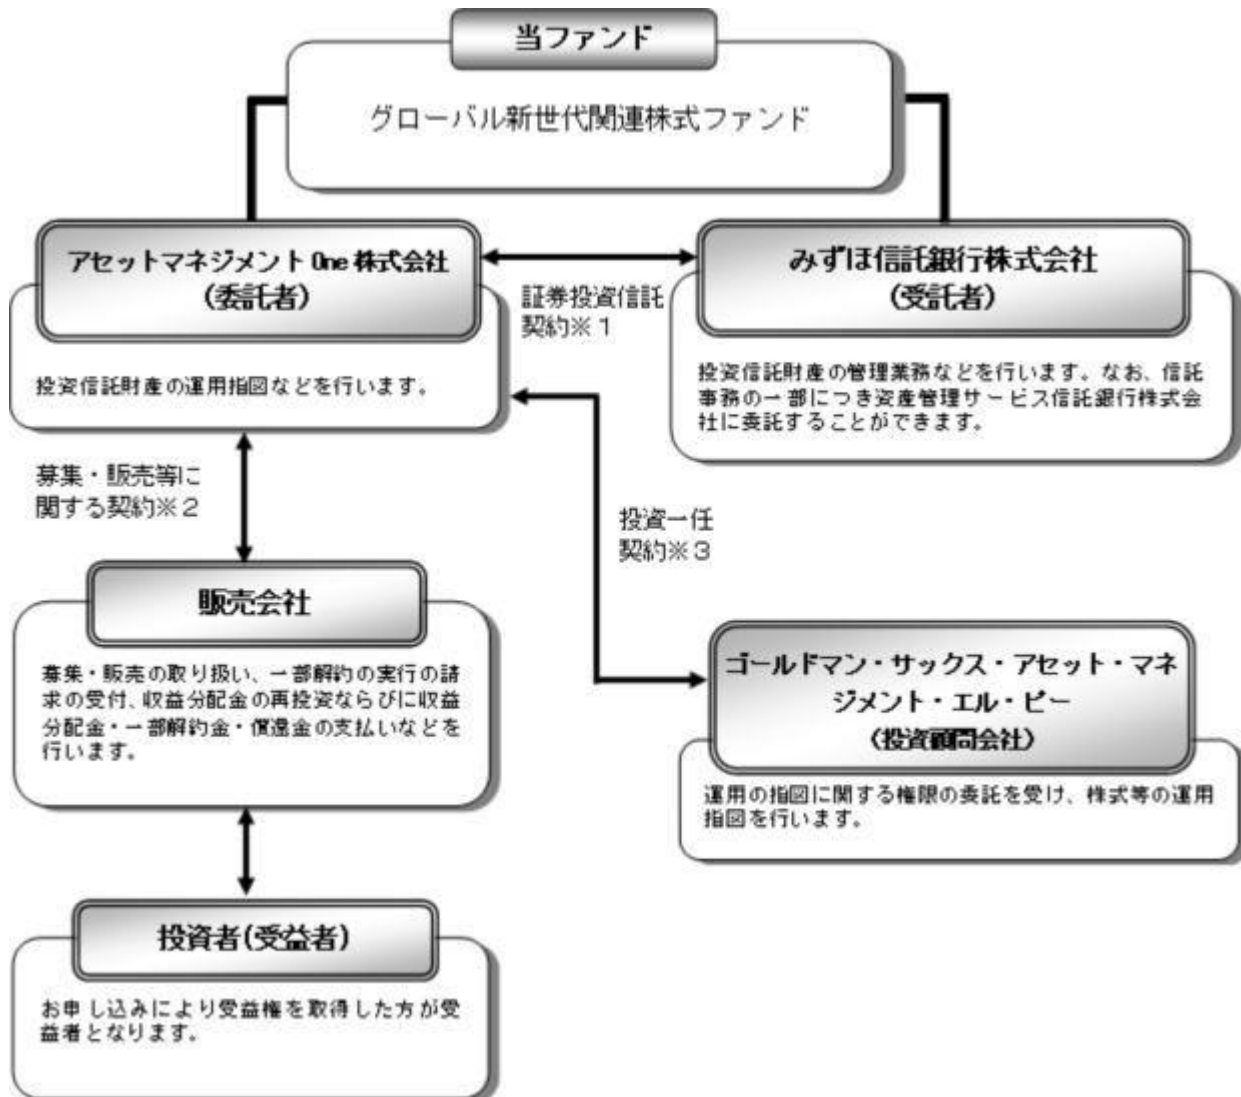 当ファンド
グローバル新世代関連株式ファンド
アセットマネジメントOne株式会社
(委託者)
投資信託財産の運用指図などを行います。
証券投資信託
契約※1
みずほ信託銀行株式会社
(受託者)
投資信託財産の管理業務などを行います。なお、信託
事務の一部につき資産管理サービス信託銀行株式会
社に委託することができます。
募集・販売等に
関する契約※2
投資一任
契約※3
販売会社
募集・販売の取り扱い、一部解約の実行の請
求の受付、収益分配金の再投資ならびに収益
分配金・一部解約金・償還金の支払いなどを
行います。
ゴールドマン・サックス・アセット・マネ
ジメント・エル・ピー
(投資顧問会社)
運用の指図に関する権限の委託を受け、株式等の運用
指図を行います。
投資者(受益者)
お申し込みにより受益権を取得した方が受
益者となります。